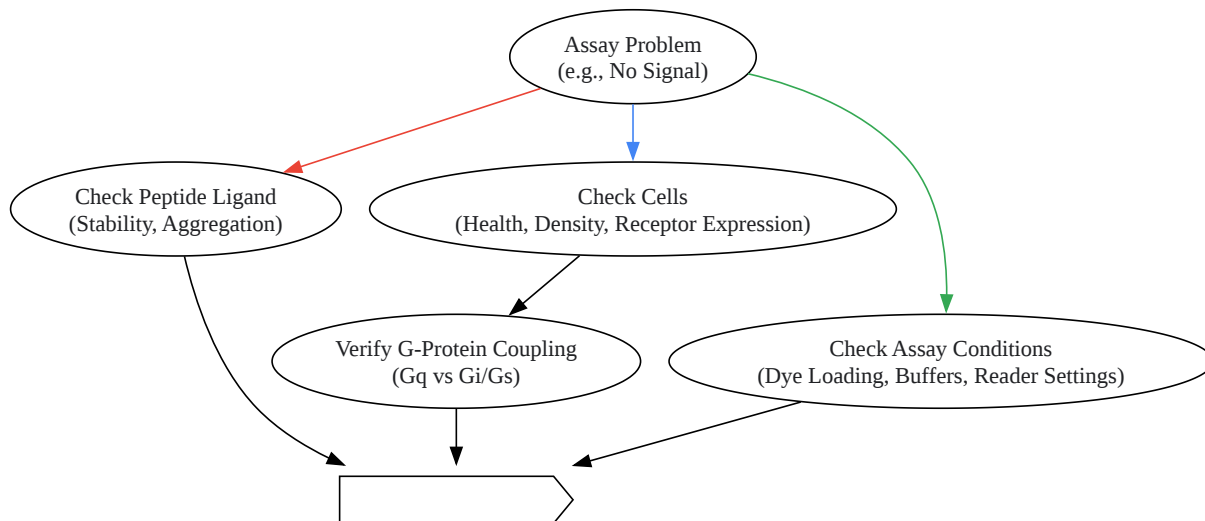 Assay Problem
(e.g., No Signal)
Check Peptide Ligand
(Stability, Aggregation)
Check Cells
(Health, Density, Receptor Expression)
Verify G-Protein Coupling
(Gq vs Gi/Gs)
Check Assay Conditions
(Dye Loading, Buffers, Reader Settings)